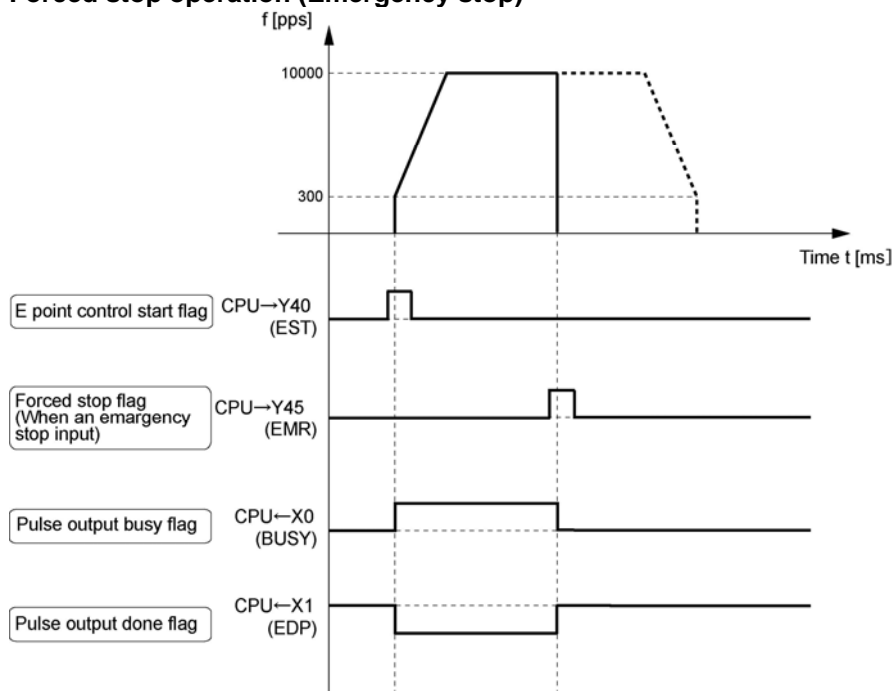 Forced stop operation (Emergency stop)
f [pps]
10000
300
Time t [ms]
E point control start flag
CPU→Y40
(EST)
Forced stop flag
(When an emargency
stop input)
CPU→Y45
(EMR)
Pulse output busy flag
CPU←X0
(BUSY)
Pulse output done flag
CPU←X1
(EDP)